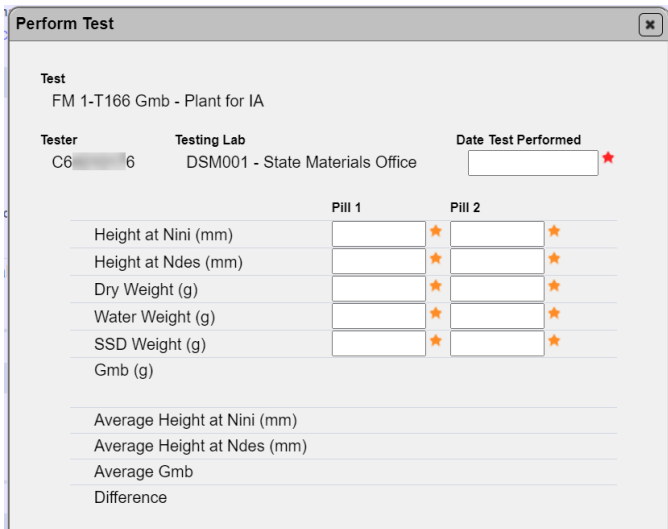 Perform Test
Test
FM 1-T166 Gmb - Plant for IA
Tester Testing Lab Date Test Performed
C6 6 DSM001 - State Materials Office
Pill 1 Pill 2
Height at Nini (mm)
Height at Ndes (mm)
Dry Weight (g)
Water Weight (g)
SSD Weight (g)
Gmb (g)
Average Height at Nini (mm)
Average Height at Ndes (mm)
Average Gmb
Difference